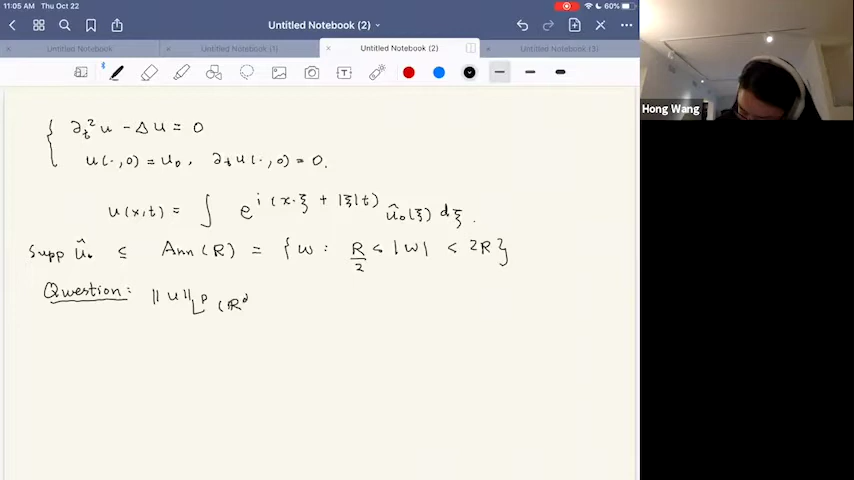 11:05 AM Thu Oct 22
60%
Untitled Notebook (2)
Untitled Notebook
Untitled Notebook (1)
Untitled Notebook (2)
Untitled Notebook (3)
∂ₜ²u − Δu = 0
u(·,0) = u₀, ∂ₜu(·,0) = 0.
u(x,t) = ∫ e^{i(x·ξ + |ξ|t)} û₀(ξ) dξ.
Supp û₀ ⊆ Ann(R) = {w : R/2 < |w| < 2R}
Qwestion: ‖u‖_{L^p(ℝ^d
Hong Wang